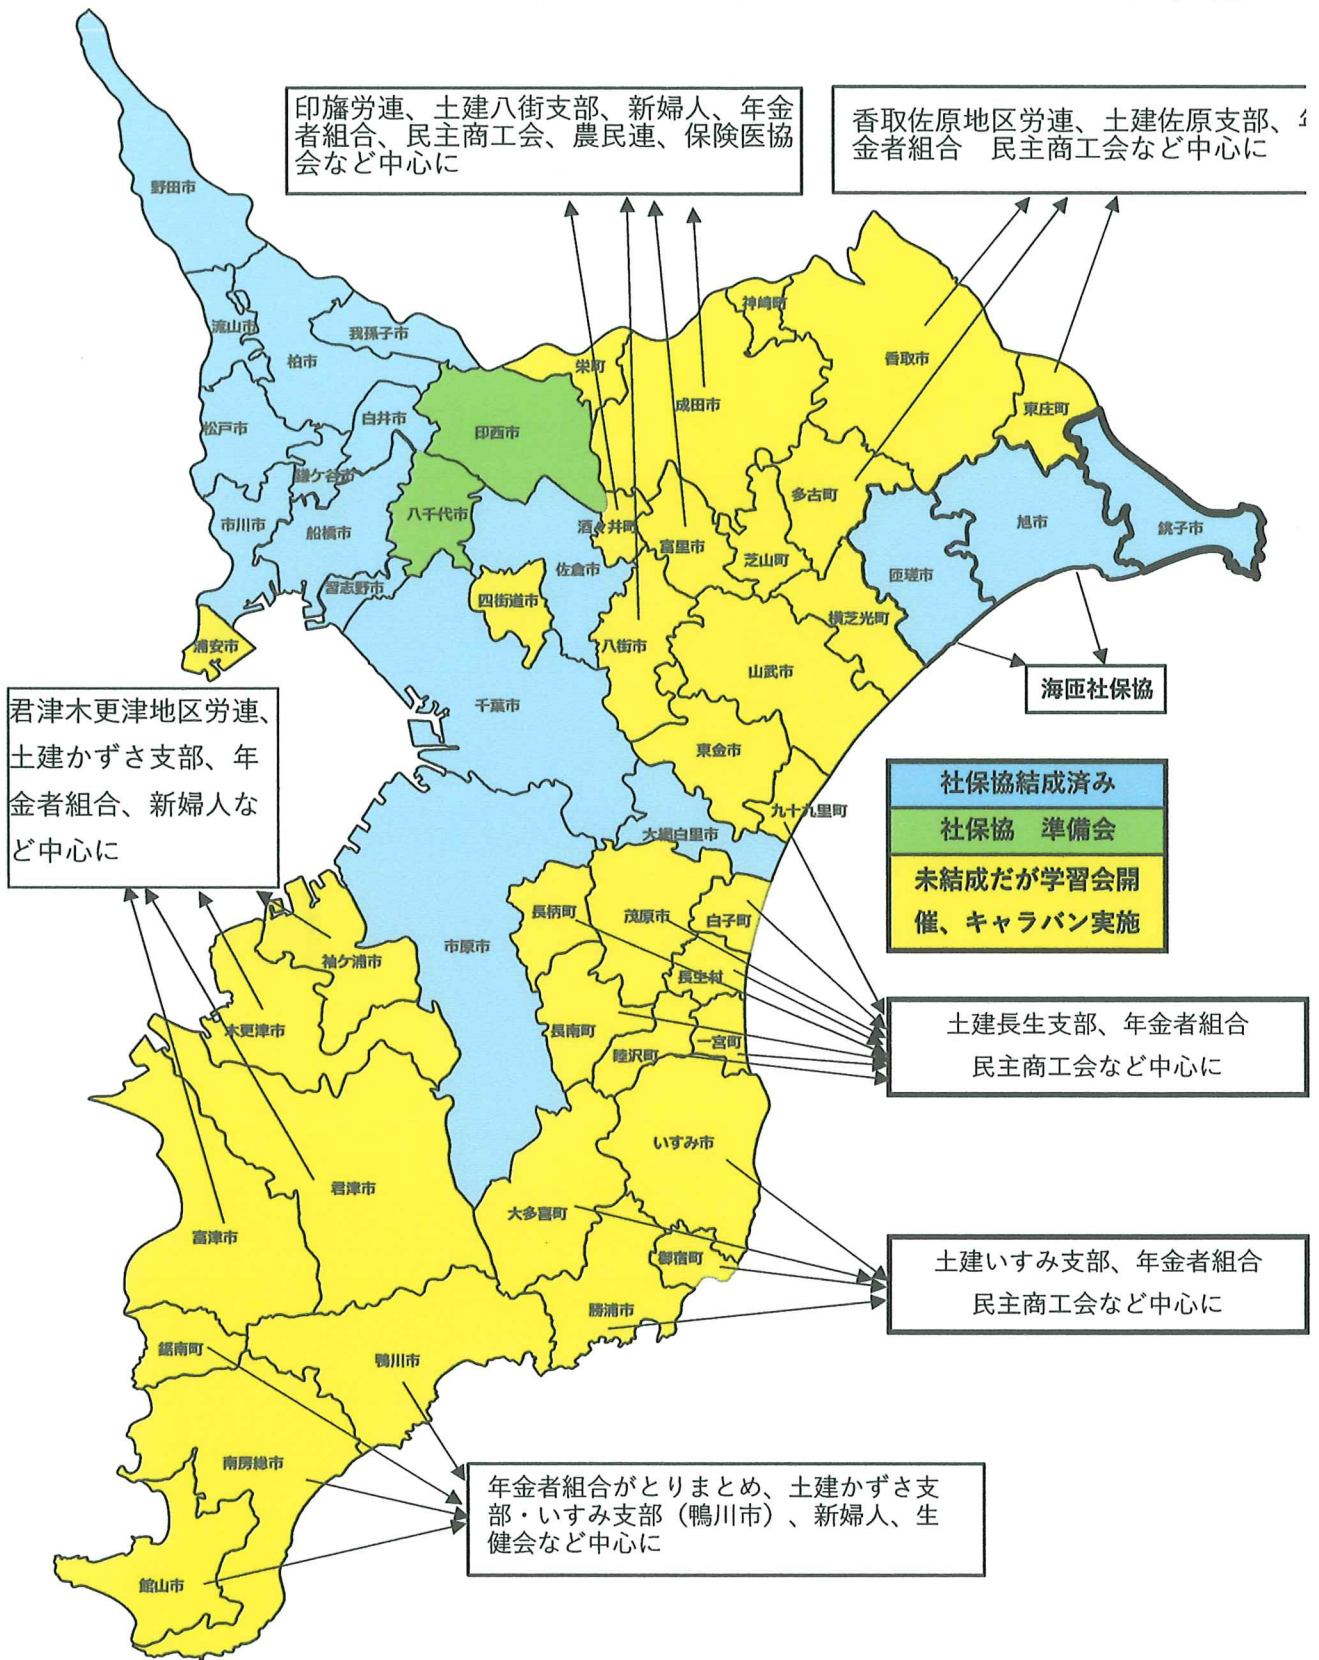 印旛労連、土建八街支部、新婦人、年金
者組合、民主商工会、農民連、保険医協
会など中心に
香取佐原地区労連、土建佐原支部、
金者組合 民主商工会など中心に
野田市
流山市
柏市
我孫子市
松戸市
白井市
鎌ケ谷市
市川市
船橋市
習志野市
浦安市
印西市
八千代市
栄町
成田市
神崎町
香取市
東庄町
多古町
酒々井町
富里市
芝山町
佐倉市
四街道市
八街市
横芝光町
匝瑳市
旭市
銚子市
山武市
千葉市
東金市
九十九里町
大網白里市
海匝社保協
君津木更津地区労連、
土建かずさ支部、年
金者組合、新婦人な
ど中心に
社保協結成済み
社保協 準備会
未結成だが学習会開
催、キャラバン実施
市原市
袖ケ浦市
木更津市
長柄町
茂原市
白子町
長生村
長南町
睦沢町
一宮町
土建長生支部、年金者組合
民主商工会など中心に
いすみ市
君津市
富津市
大多喜町
御宿町
勝浦市
土建いすみ支部、年金者組合
民主商工会など中心に
鋸南町
鴨川市
南房総市
館山市
年金者組合がとりまとめ、土建かずさ支
部・いすみ支部（鴨川市）、新婦人、生
健会など中心に